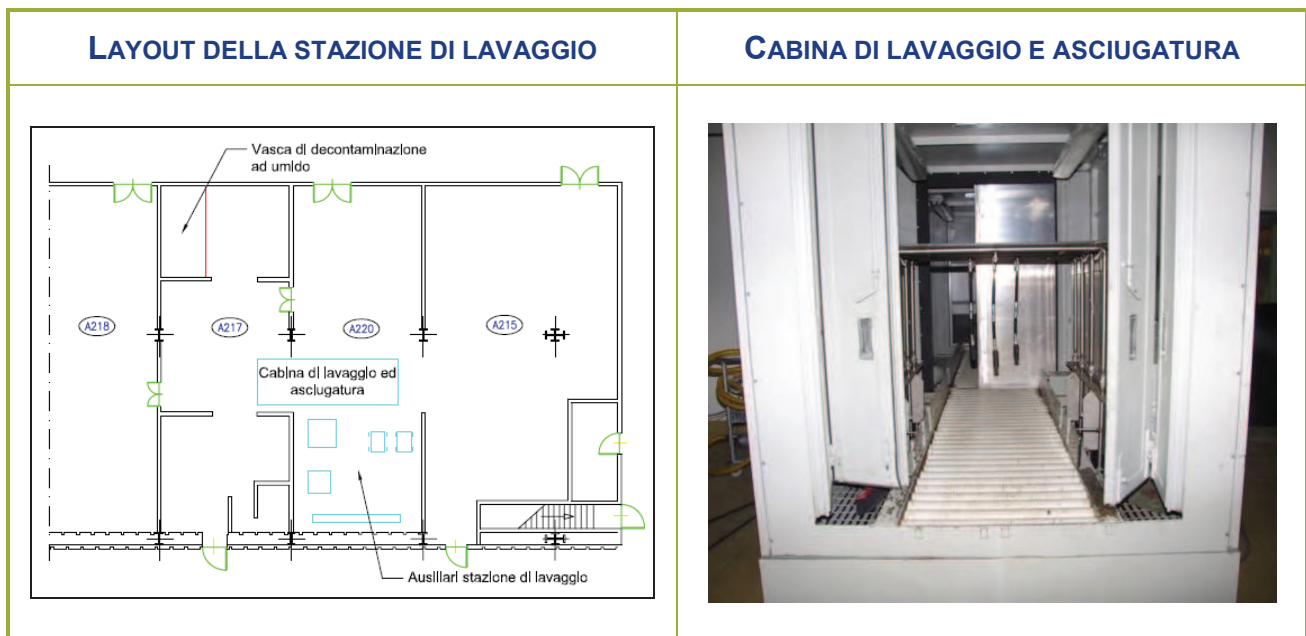 LAYOUT DELLA STAZIONE DI LAVAGGIO
CABINA DI LAVAGGIO E ASCIUGATURA
Vasca di decontaminazione
ad umido
A218
A217
A220
A215
Cabina di lavaggio ed
asciugatura
Ausiliari stazione di lavaggio